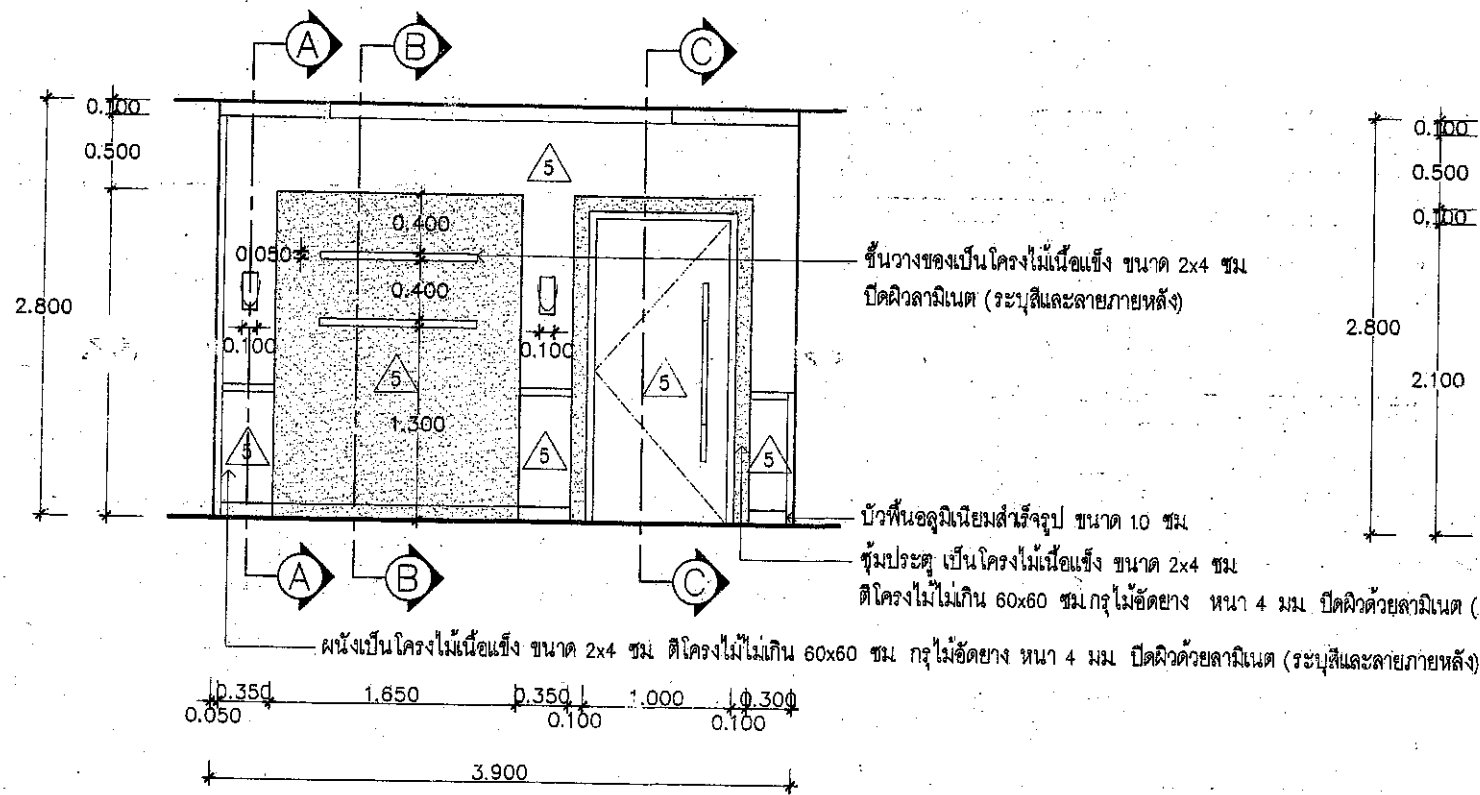 A B C
0.100
0.500
5
0.400
0.050
0.400
2.800
0.100
0.100
5
5
1.300
5
5
5
ชั้นวางของเป็นโครงไม้เนื้อแข็ง ขนาด 2x4 ซม.
ปิดผิวลามิเนต (ระบุสีและลายภายหลัง)
0.100
0.500
0.100
2.800
2.100
บัวพื้นอลูมิเนียมสำเร็จรูป ขนาด 10 ซม.
ซุ้มประตู เป็นโครงไม้เนื้อแข็ง ขนาด 2x4 ซม.
ตีโครงไม้ไม่เกิน 60x60 ซม.กรุไม้อัดยาง หนา 4 มม. ปิดผิวด้วยลามิเนต (
A B C
ผนังเป็นโครงไม้เนื้อแข็ง ขนาด 2x4 ซม. ตีโครงไม้ไม่เกิน 60x60 ซม. กรุไม้อัดยาง หนา 4 มม. ปิดผิวด้วยลามิเนต (ระบุสีและลายภายหลัง)
0.350 1.650 0.350 1.000 0.300
0.050 0.100 0.100
3.900